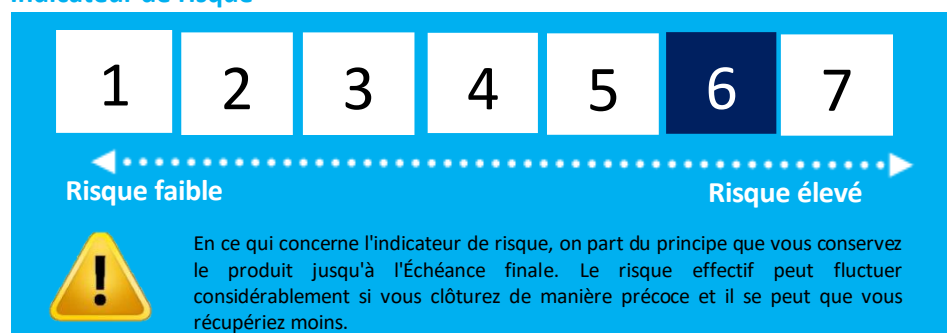 Indicateur de risque
1 2 3 4 5 6 7
Risque faible Risque élevé
En ce qui concerne l'indicateur de risque, on part du principe que vous conservez
le produit jusqu'à l'Échéance finale. Le risque effectif peut fluctuer
considérablement si vous clôturez de manière précoce et il se peut que vous
récupériez moins.